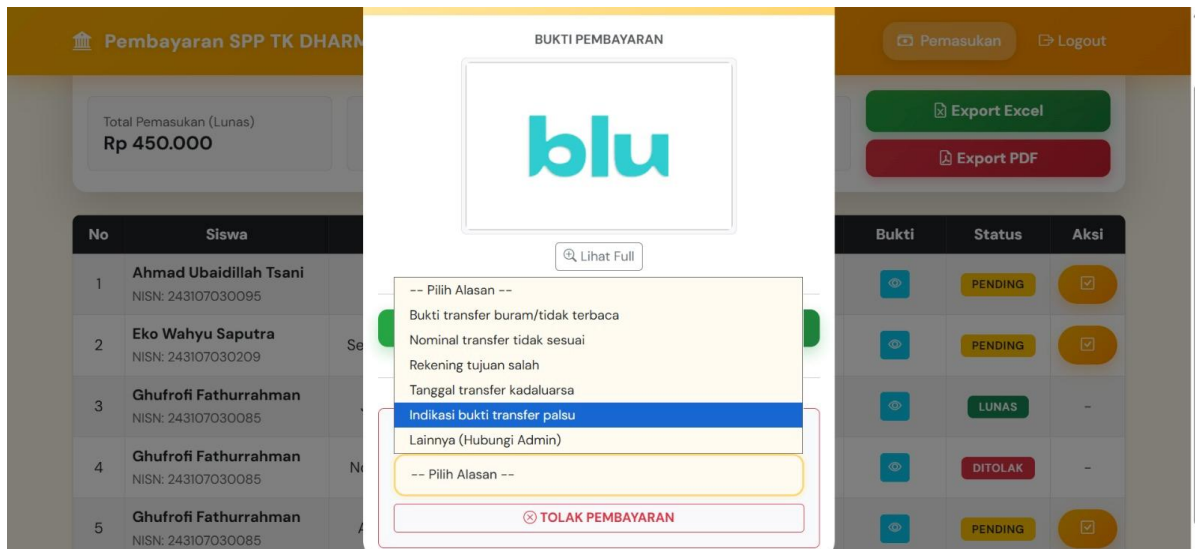 Pembayaran SPP TK DHARM
Pemasukan
Logout
Total Pemasukan (Lunas)
Rp 450.000
Export Excel
Export PDF
BUKTI PEMBAYARAN
blu
Lihat Full
-- Pilih Alasan --
Bukti transfer buram/tidak terbaca
Nominal transfer tidak sesuai
Rekening tujuan salah
Tanggal transfer kadaluarsa
Indikasi bukti transfer palsu
Lainnya (Hubungi Admin)
-- Pilih Alasan --
TOLAK PEMBAYARAN
No Siswa Bukti Status Aksi
1 Ahmad Ubaidillah Tsani PENDING
NISN: 243107030095
2 Eko Wahyu Saputra Se PENDING
NISN: 243107030209
3 Ghufrofi Fathurrahman LUNAS -
NISN: 243107030085
4 Ghufrofi Fathurrahman No DITOLAK -
NISN: 243107030085
5 Ghufrofi Fathurrahman A PENDING
NISN: 243107030085